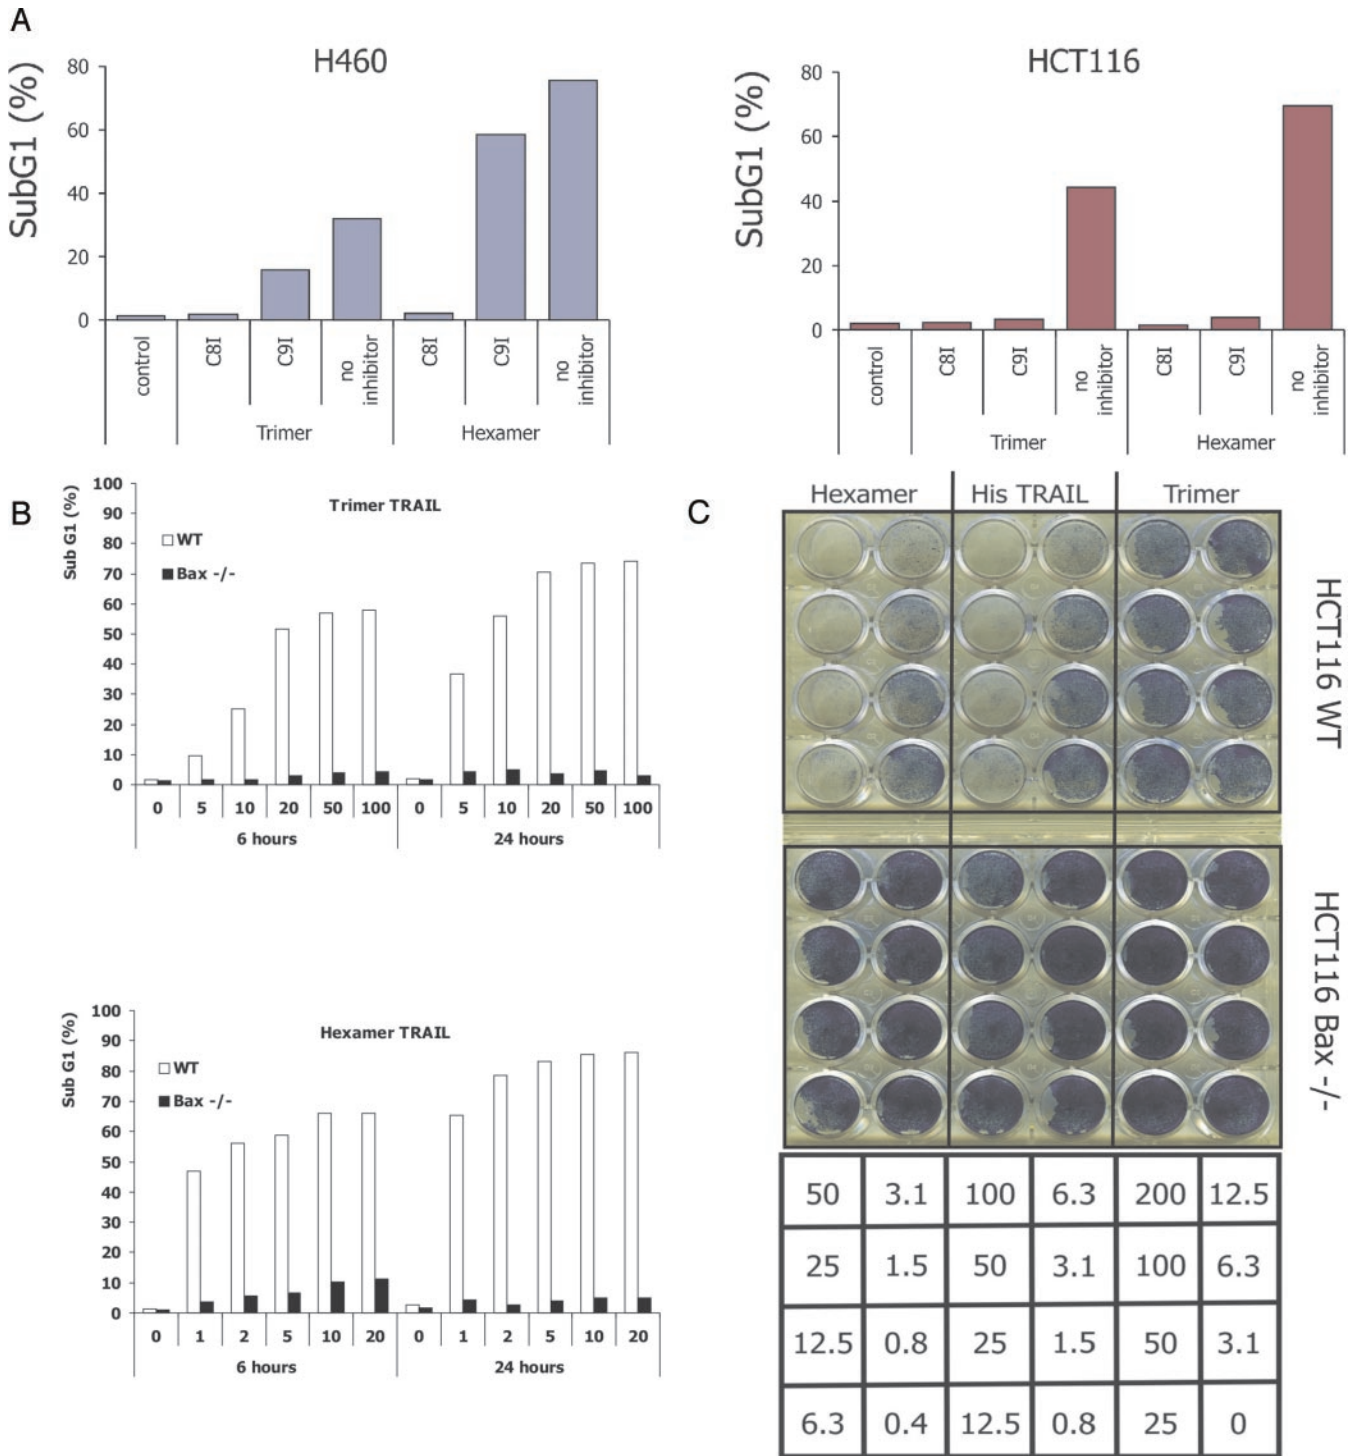 A
H460
SubG1 (%)
80
60
40
20
0
control
C8I
C9I
no inhibitor
C8I
C9I
no inhibitor
Trimer
Hexamer
HCT116
SubG1 (%)
80
60
40
20
0
control
C8I
C9I
no inhibitor
C8I
C9I
no inhibitor
Trimer
Hexamer
B
Trimer TRAIL
Sub G1 (%)
100
90
80
70
60
50
40
30
20
10
0
WT
Bax -/-
0 5 10 20 50 100 0 5 10 20 50 100
6 hours 24 hours
Hexamer TRAIL
Sub G1 (%)
100
90
80
70
60
50
40
30
20
10
0
WT
Bax -/-
0 1 2 5 10 20 0 1 2 5 10 20
6 hours 24 hours
C
Hexamer His TRAIL Trimer
HCT116 WT
HCT116 Bax -/-
50 3.1 100 6.3 200 12.5
25 1.5 50 3.1 100 6.3
12.5 0.8 25 1.5 50 3.1
6.3 0.4 12.5 0.8 25 0